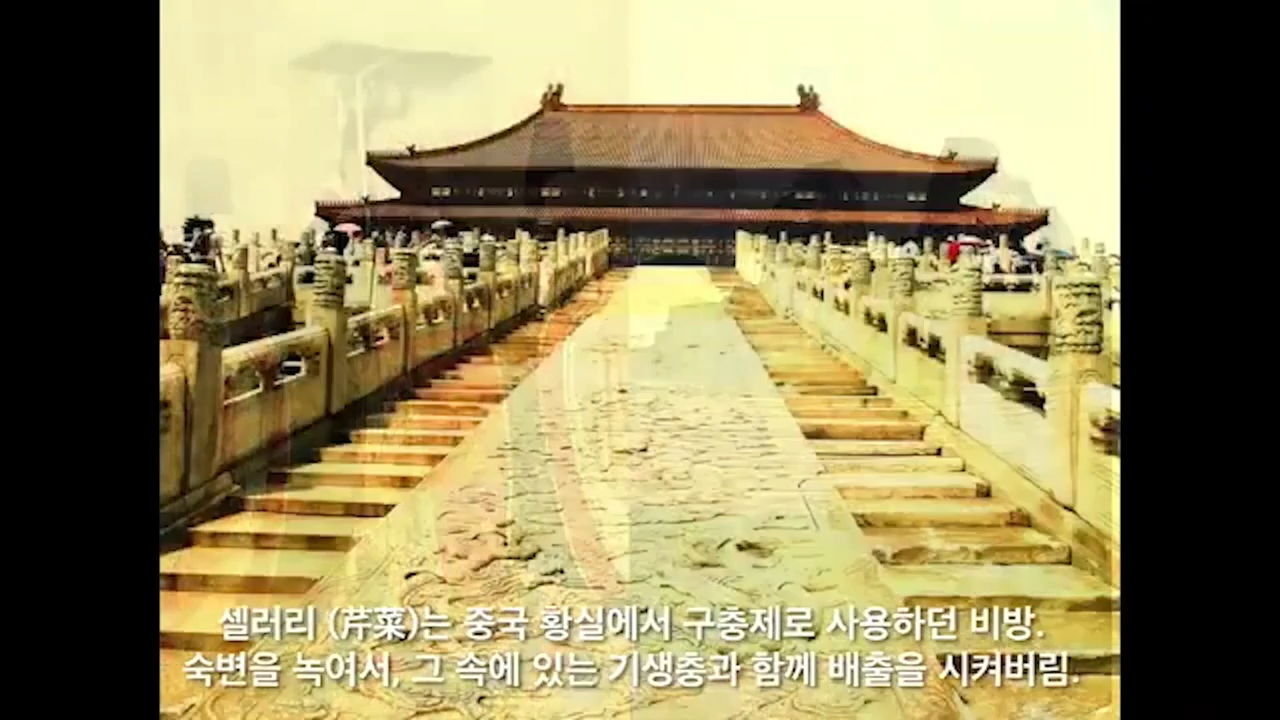 셀러리 (芹菜)는 중국 황실에서 구충제로 사용하던 비방.
숙변을 녹여서, 그 속에 있는 기생충과 함께 배출을 시켜버림.